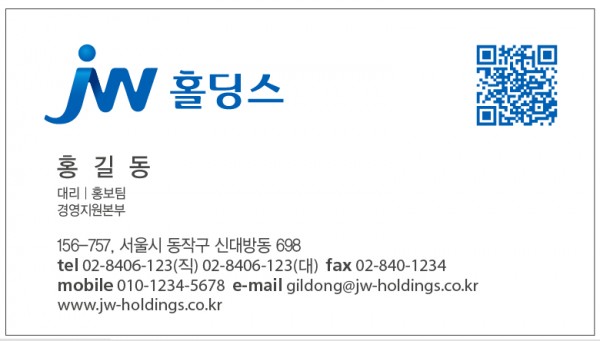 jw 홀딩스
홍 길 동
대리 | 홍보팀
경영지원본부
156-757, 서울시 동작구 신대방동 698
tel 02-8406-123(직) 02-8406-123(대) fax 02-840-1234
mobile 010-1234-5678 e-mail gildong@jw-holdings.co.kr
www.jw-holdings.co.kr